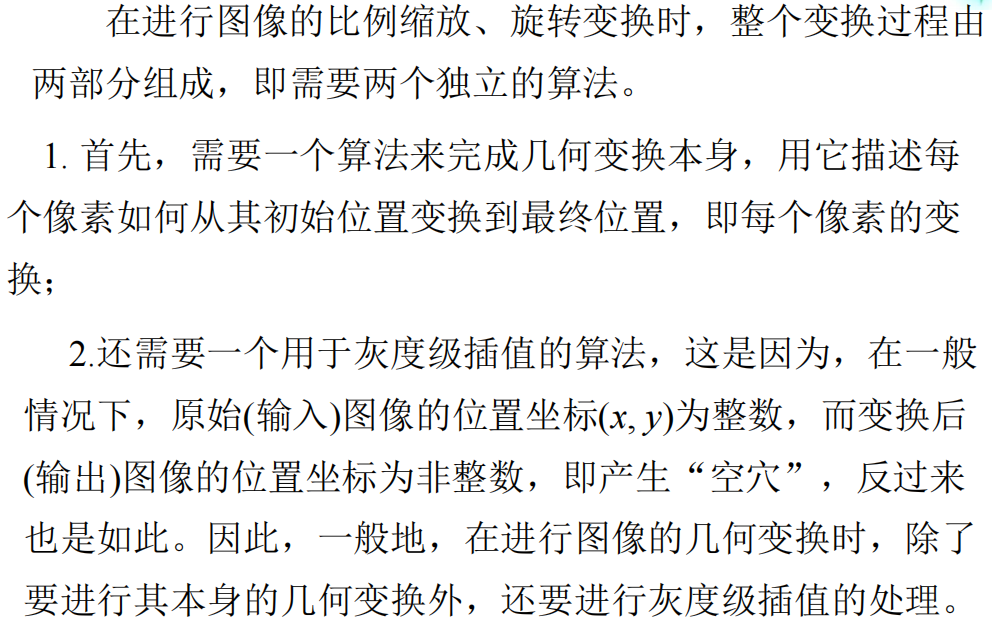 在进行图像的比例缩放、旋转变换时，整个变换过程由
两部分组成，即需要两个独立的算法。
1. 首先，需要一个算法来完成几何变换本身，用它描述每
个像素如何从其初始位置变换到最终位置，即每个像素的变
换；
2.还需要一个用于灰度级插值的算法，这是因为，在一般
情况下，原始(输入)图像的位置坐标(x, y)为整数，而变换后
(输出)图像的位置坐标为非整数，即产生“空穴”，反过来
也是如此。因此，一般地，在进行图像的几何变换时，除了
要进行其本身的几何变换外，还要进行灰度级插值的处理。